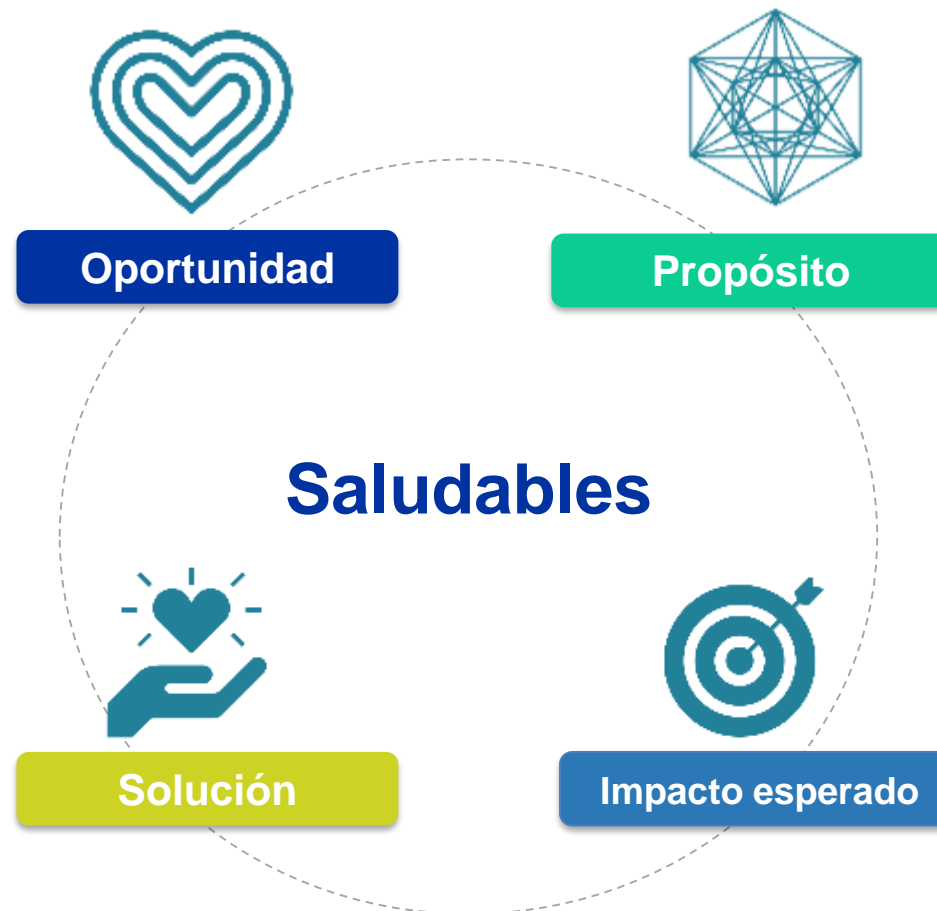 Oportunidad
Propósito
Saludables
Solución
Impacto esperado